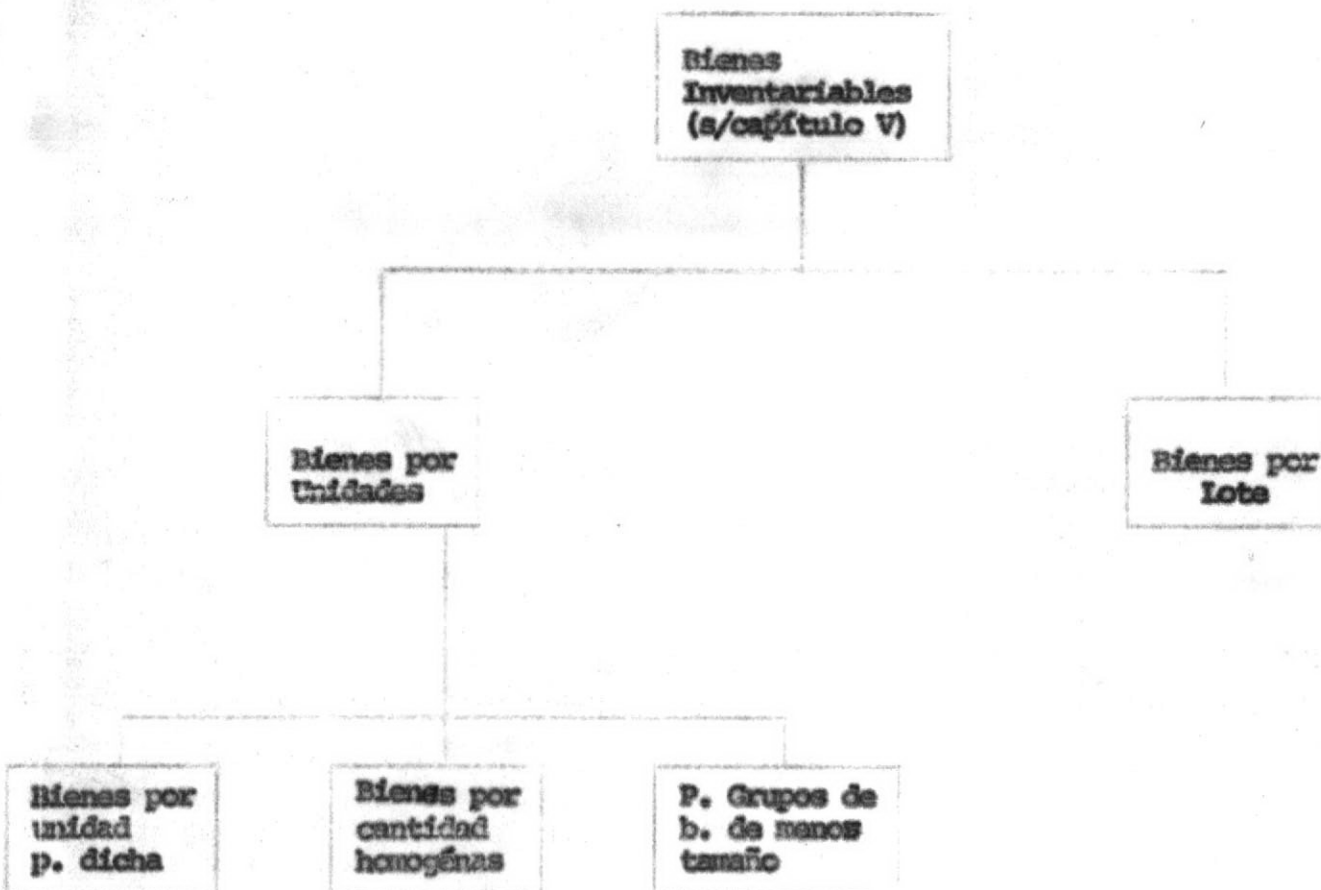 Bienes
Inventariables
(s/capítulo V)
Bienes por
Unidades
Bienes por
Lote
Bienes por
unidad
p. dicha
Bienes por
cantidad
homogénas
P. Grupos de
b. de menos
tamaño